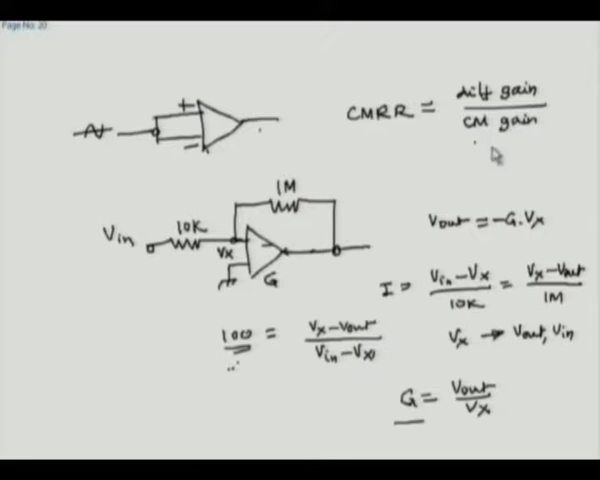 Page No: 20
+
-
CMRR = diff gain / CM gain
1M
Vin
10K
Vx
G
Vout = -G.Vx
I = Vin-Vx / 10K = Vx-Vout / 1M
100 = Vx-Vout / Vin-Vx
Vx → Vout, Vin
G = Vout / Vx